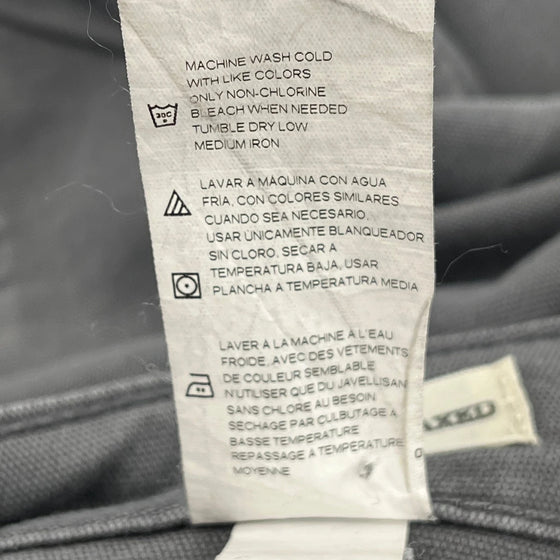 MACHINE WASH COLD
WITH LIKE COLORS
ONLY NON-CHLORINE
BLEACH WHEN NEEDED
TUMBLE DRY LOW
MEDIUM IRON
30C
LAVAR A MÁQUINA CON AGUA
FRÍA, CON COLORES SIMILARES
CUANDO SEA NECESARIO,
USAR ÚNICAMENTE BLANQUEADOR
SIN CLORO. SECAR A
TEMPERATURA BAJA, USAR
PLANCHA A TEMPERATURA MEDIA
LAVER A LA MACHINE À L'EAU
FROIDE, AVEC DES VETEMENTS
DE COULEUR SEMBLABLE
N'UTILISER QUE DU JAVELLISAN
SANS CHLORE AU BESOIN
SÉCHAGE PAR CULBUTAGE A
BASSE TEMPÉRATURE
REPASSAGE A TEMPÉRATURE
MOYENNE